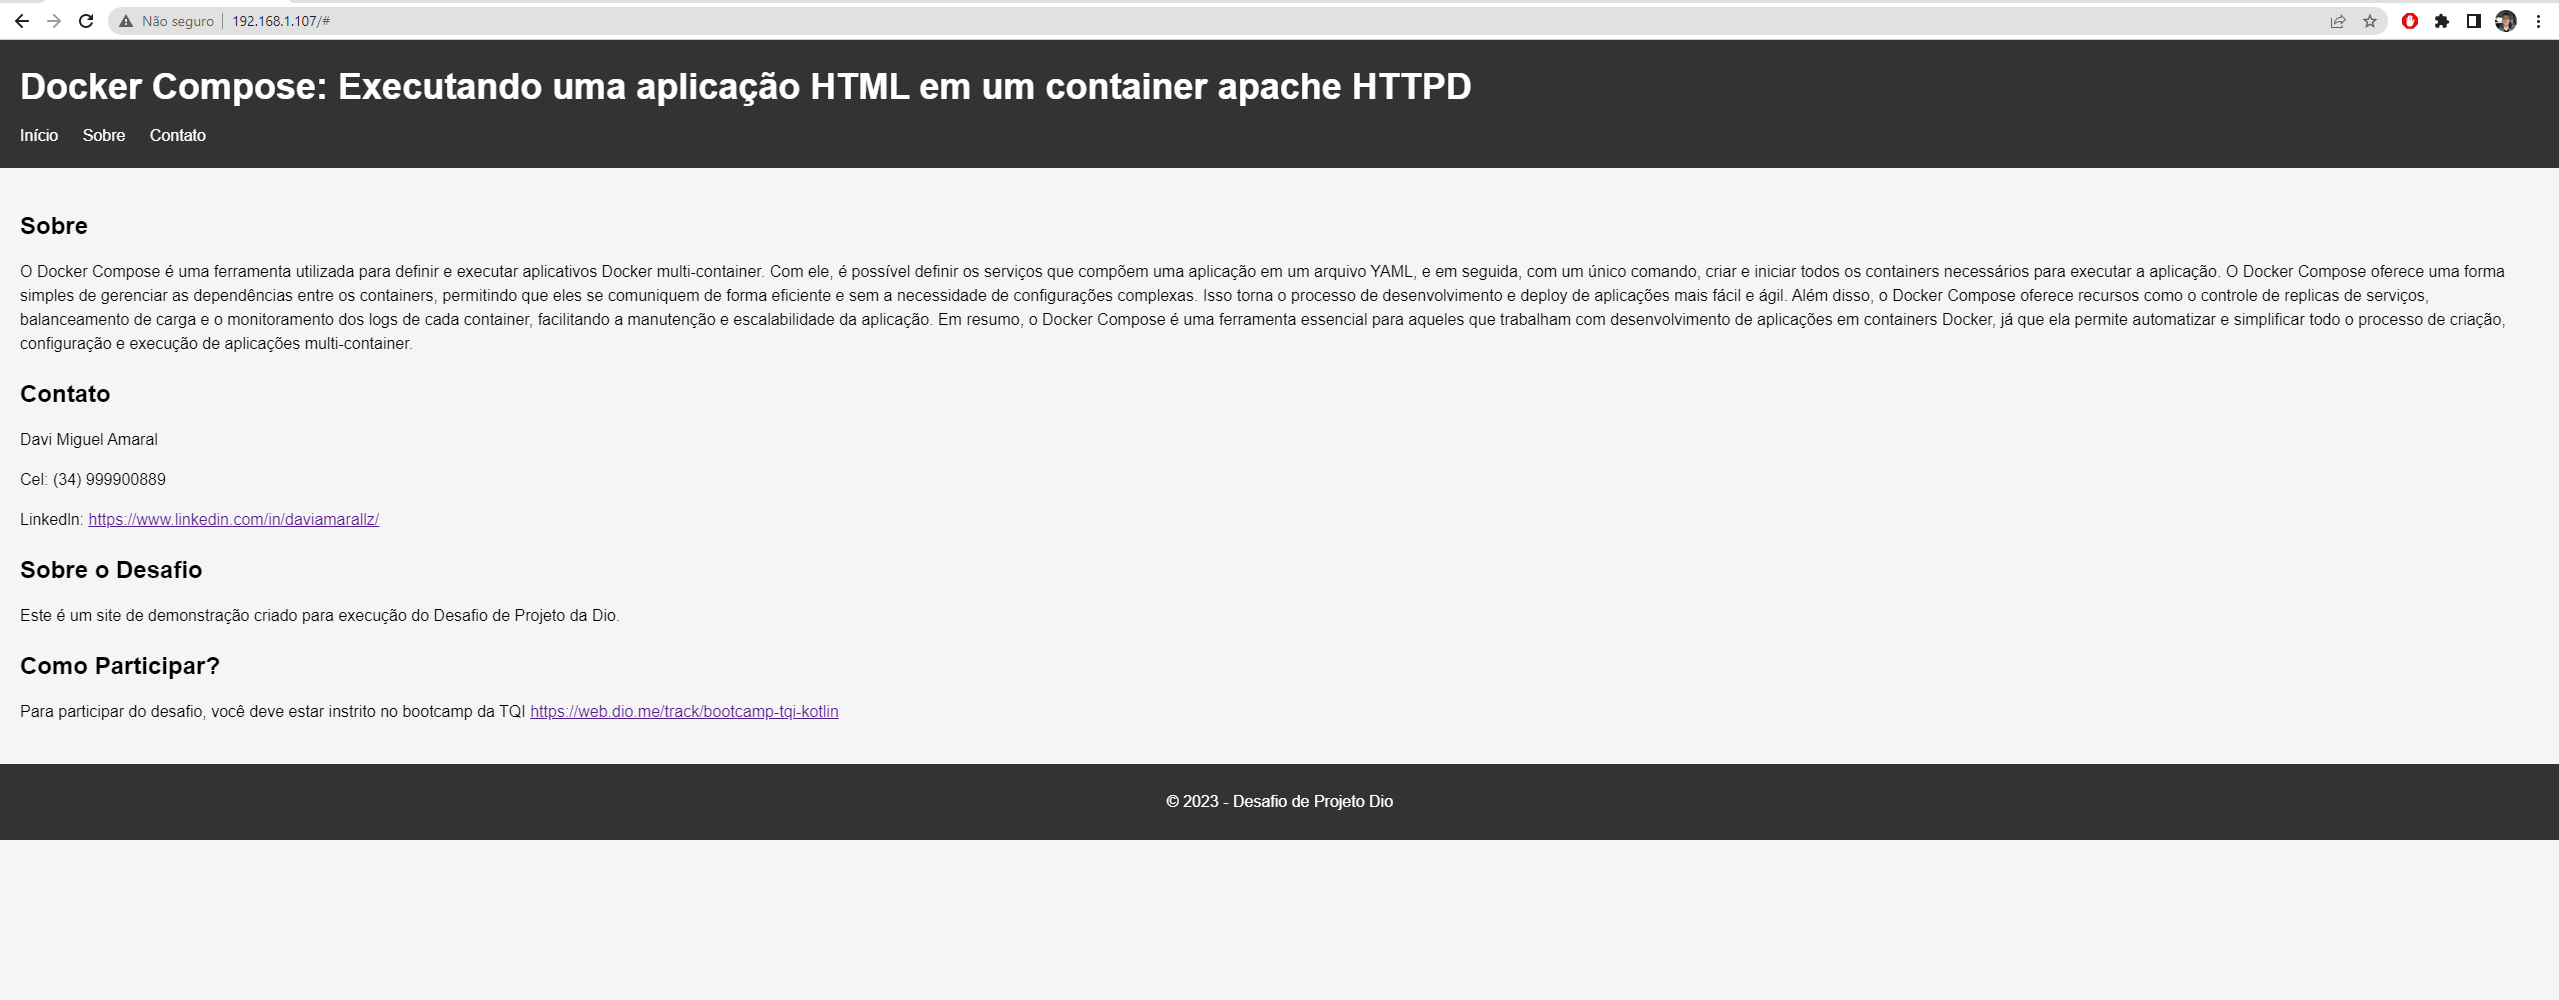 Não seguro | 192.168.1.107/#
Docker Compose: Executando uma aplicação HTML em um container apache HTTPD
Início Sobre Contato
Sobre
O Docker Compose é uma ferramenta utilizada para definir e executar aplicativos Docker multi-container. Com ele, é possível definir os serviços que compõem uma aplicação em um arquivo YAML, e em seguida, com um único comando, criar e iniciar todos os containers necessários para executar a aplicação. O Docker Compose oferece uma forma
simples de gerenciar as dependências entre os containers, permitindo que eles se comuniquem de forma eficiente e sem a necessidade de configurações complexas. Isso torna o processo de desenvolvimento e deploy de aplicações mais fácil e ágil. Além disso, o Docker Compose oferece recursos como o controle de replicas de serviços,
balanceamento de carga e o monitoramento dos logs de cada container, facilitando a manutenção e escalabilidade da aplicação. Em resumo, o Docker Compose é uma ferramenta essencial para aqueles que trabalham com desenvolvimento de aplicações em containers Docker, já que ela permite automatizar e simplificar todo o processo de criação,
configuração e execução de aplicações multi-container.
Contato
Davi Miguel Amaral
Cel: (34) 999900889
LinkedIn: https://www.linkedin.com/in/daviamarallz/
Sobre o Desafio
Este é um site de demonstração criado para execução do Desafio de Projeto da Dio.
Como Participar?
Para participar do desafio, você deve estar instrito no bootcamp da TQI https://web.dio.me/track/bootcamp-tqi-kotlin
© 2023 - Desafio de Projeto Dio